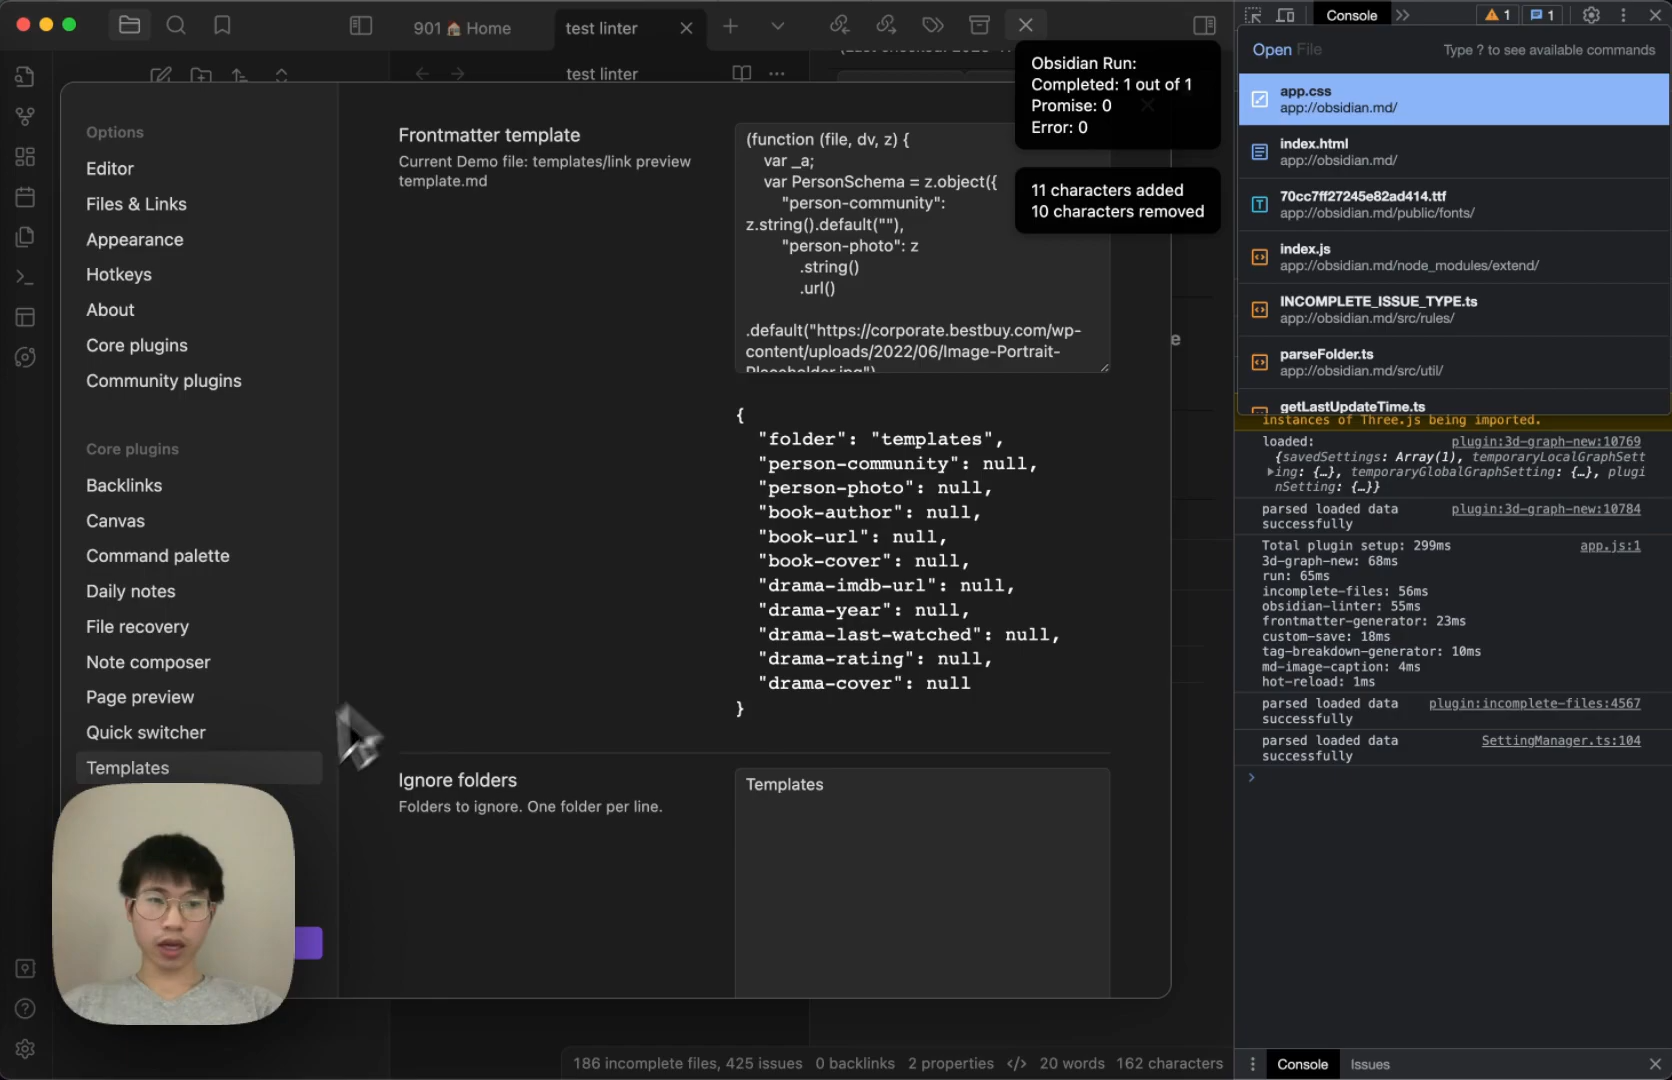 901 🏠 Home
test linter
test linter
Options
Editor
Files & Links
Appearance
Hotkeys
About
Core plugins
Community plugins
Core plugins
Backlinks
Canvas
Command palette
Daily notes
File recovery
Note composer
Page preview
Quick switcher
Templates
Frontmatter template
Current Demo file: templates/link preview
template.md
(function (file, dv, z) {
var _a;
var PersonSchema = z.object({
"person-community":
z.string().default(""),
"person-photo": z
.string()
.url()
.default("https://corporate.bestbuy.com/wp-
content/uploads/2022/06/Image-Portrait-
Placeholder.jpg")
{
"folder": "templates",
"person-community": null,
"person-photo": null,
"book-author": null,
"book-url": null,
"book-cover": null,
"drama-imdb-url": null,
"drama-year": null,
"drama-last-watched": null,
"drama-rating": null,
"drama-cover": null
}
Ignore folders
Folders to ignore. One folder per line.
Templates
Obsidian Run:
Completed: 1 out of 1
Promise: 0
Error: 0
11 characters added
10 characters removed
e
186 incomplete files, 425 issues 0 backlinks 2 properties </> 20 words 162 characters
Console 1 1
Open File Type ? to see available commands
app.css
app://obsidian.md/
index.html
app://obsidian.md/
70cc7ff27245e82ad414.ttf
app://obsidian.md/public/fonts/
index.js
app://obsidian.md/node_modules/extend/
INCOMPLETE_ISSUE_TYPE.ts
app://obsidian.md/src/rules/
parseFolder.ts
app://obsidian.md/src/util/
getLastUpdateTime.ts
instances of Three.js being imported.
loaded: plugin:3d-graph-new:10769
{savedSettings: Array(1), temporaryLocalGraphSett
ing: {…}, temporaryGlobalGraphSetting: {…}, plugi
nSetting: {…}}
parsed loaded data plugin:3d-graph-new:10784
successfully
Total plugin setup: 299ms app.js:1
3d-graph-new: 68ms
run: 65ms
incomplete-files: 56ms
obsidian-linter: 55ms
frontmatter-generator: 23ms
custom-save: 18ms
tag-breakdown-generator: 10ms
md-image-caption: 4ms
hot-reload: 1ms
parsed loaded data plugin:incomplete-files:4567
successfully
parsed loaded data SettingManager.ts:104
successfully
Console Issues